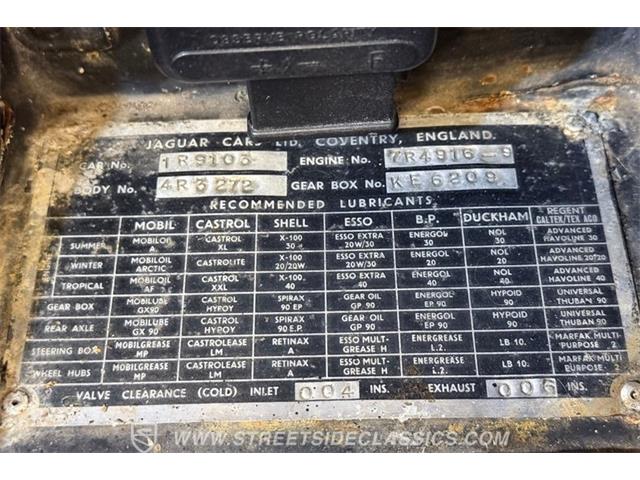 OBSERVE POLARITY
+/− E
JAGUAR CARS LTD. COVENTRY, ENGLAND.
CAR No. 1R9103 ENGINE No. 7R4916-9
BODY No. 4R3272 GEAR BOX No. KE6209
RECOMMENDED LUBRICANTS
MOBIL CASTROL SHELL ESSO B.P. DUCKHAM REGENT CALTEX/TEXACO
SUMMER MOBILOIL A CASTROL XL X-100 30 ESSO EXTRA 20W/30 ENERGOL 30 NOL 30 ADVANCED HAVOLINE 30
WINTER MOBILOIL ARCTIC CASTROLITE X-100 20/20W ESSO EXTRA 20W/30 ENERGOL 20 NOL 20 ADVANCED HAVOLINE 20/20
TROPICAL MOBILOIL AF CASTROL XXL X-100 40 ESSO EXTRA 40 ENERGOL 40 NOL 40 ADVANCED HAVOLINE 40
GEAR BOX MOBILUBE GX90 CASTROL HYPOY SPIRAX 90 EP GEAR OIL GP 90 ENERGOL EP 90 HYPOID 90 UNIVERSAL THUBAN 90
REAR AXLE MOBILUBE GX 90 CASTROL HYPOY SPIRAX 90 E.P. GEAR OIL GP 90 ENERGOL EP 90 HYPOID 90 UNIVERSAL THUBAN 90
STEERING BOX MOBILGREASE MP CASTROLEASE LM RETINAX A ESSO MULTI-GREASE H ENERGREASE L.2. LB 10. MARFAK MULTI PURPOSE 2
WHEEL HUBS MOBILGREASE MP CASTROLEASE LM RETINAX A ESSO MULTI-GREASE H ENERGREASE L.2. LB 10. MARFAK MULTI PURPOSE 2
VALVE CLEARANCE (COLD) INLET 004 INS. EXHAUST 006 INS.
WWW.STREETSIDECLASSICS.COM